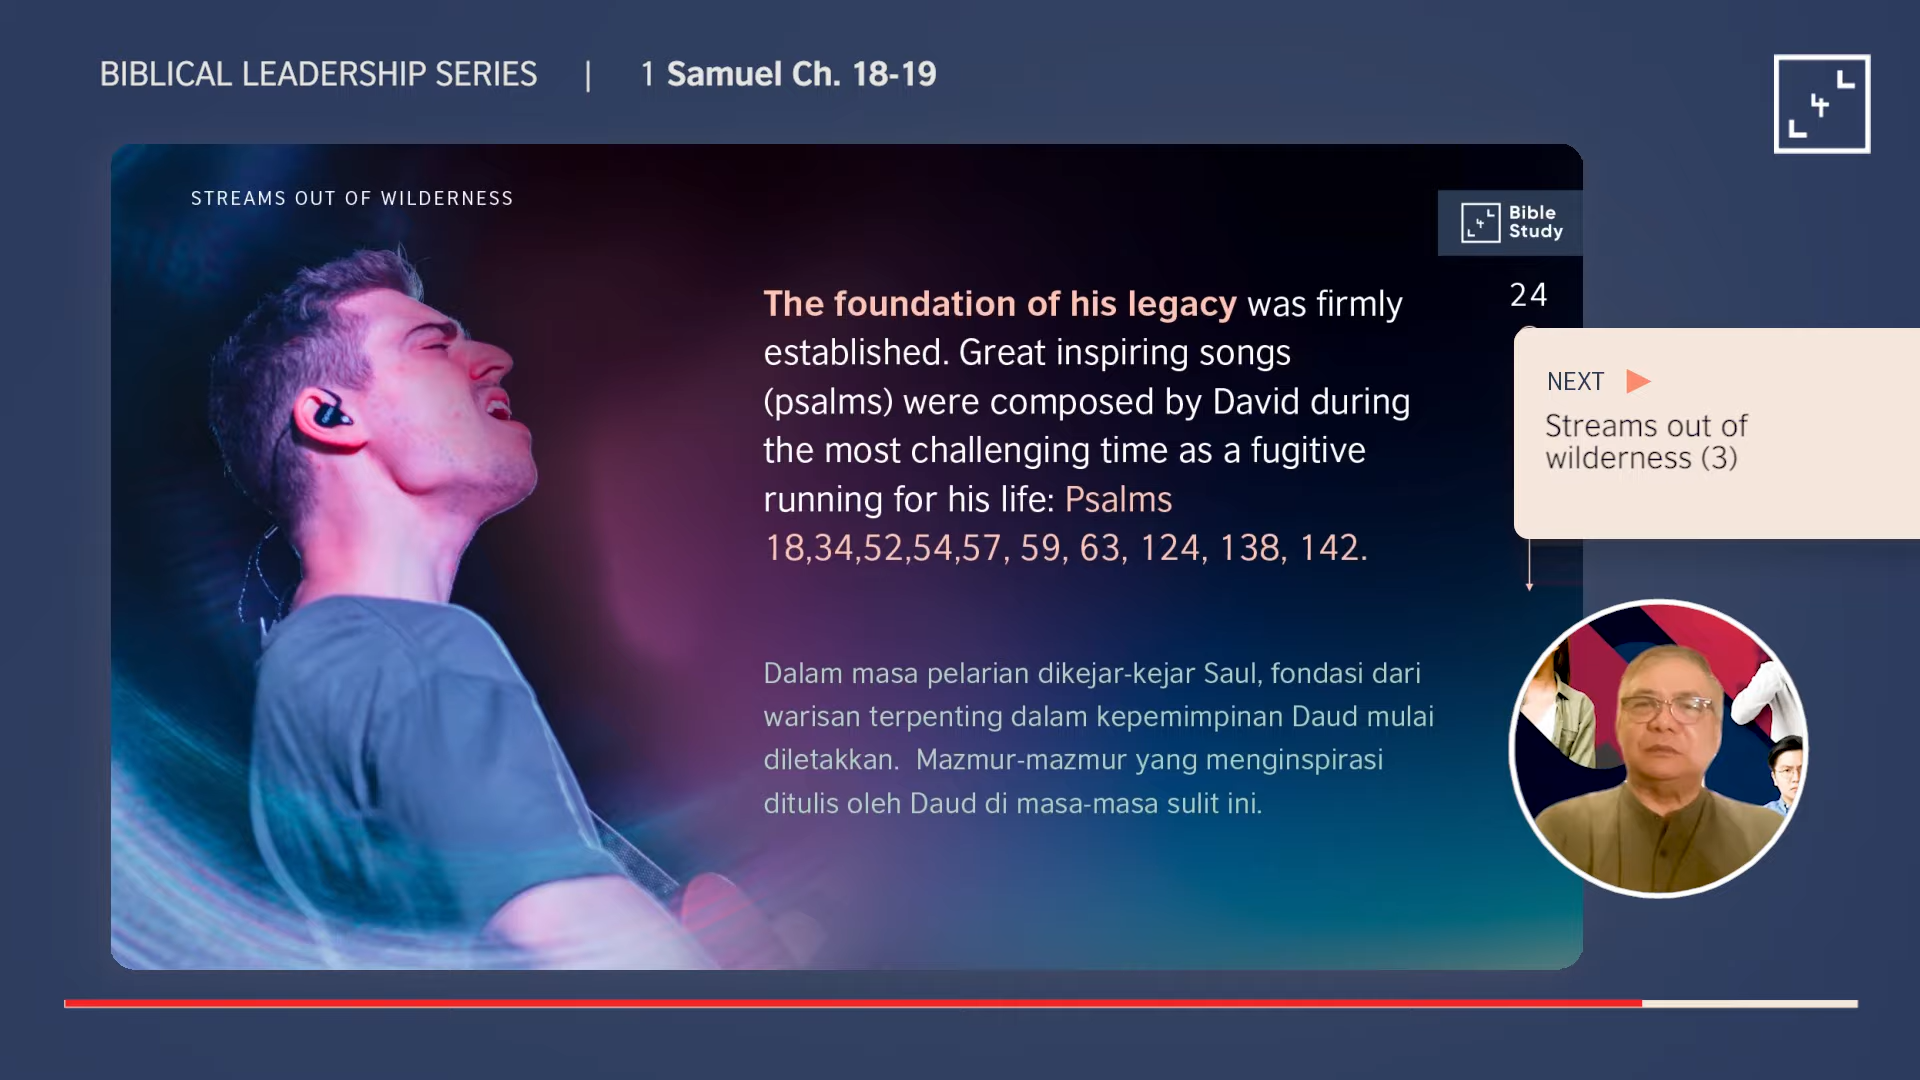 BIBLICAL LEADERSHIP SERIES | 1 Samuel Ch. 18-19
STREAMS OUT OF WILDERNESS
Bible
Study
24
The foundation of his legacy was firmly
established. Great inspiring songs
(psalms) were composed by David during
the most challenging time as a fugitive
running for his life: Psalms
18,34,52,54,57, 59, 63, 124, 138, 142.
NEXT
Streams out of
wilderness (3)
Dalam masa pelarian dikejar-kejar Saul, fondasi dari
warisan terpenting dalam kepemimpinan Daud mulai
diletakkan.  Mazmur-mazmur yang menginspirasi
ditulis oleh Daud di masa-masa sulit ini.